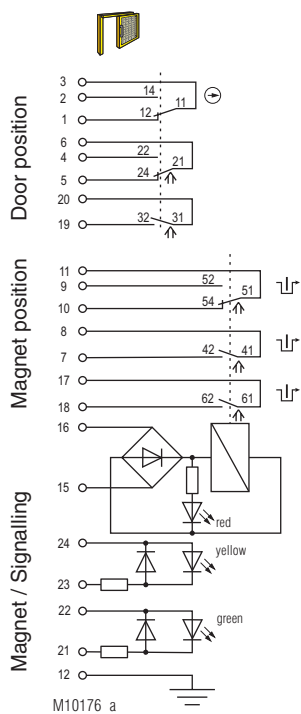 Door position
3
2 14
11
1 12
6
4 22
21
5 24
20
19 32 31
Magnet position
11
9 52
51
10 54
8
7 42 41
17
18 62 61
Magnet / Signalling
16
15
red
24
yellow
23
22
green
21
12
M10176_a